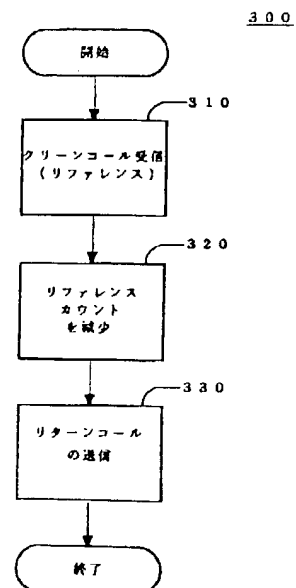 ３００
開始
３１０
クリーンコール受信
(リファレンス)
３２０
リファレンス
カウント
を減少
３３０
リターンコール
の送信
終了